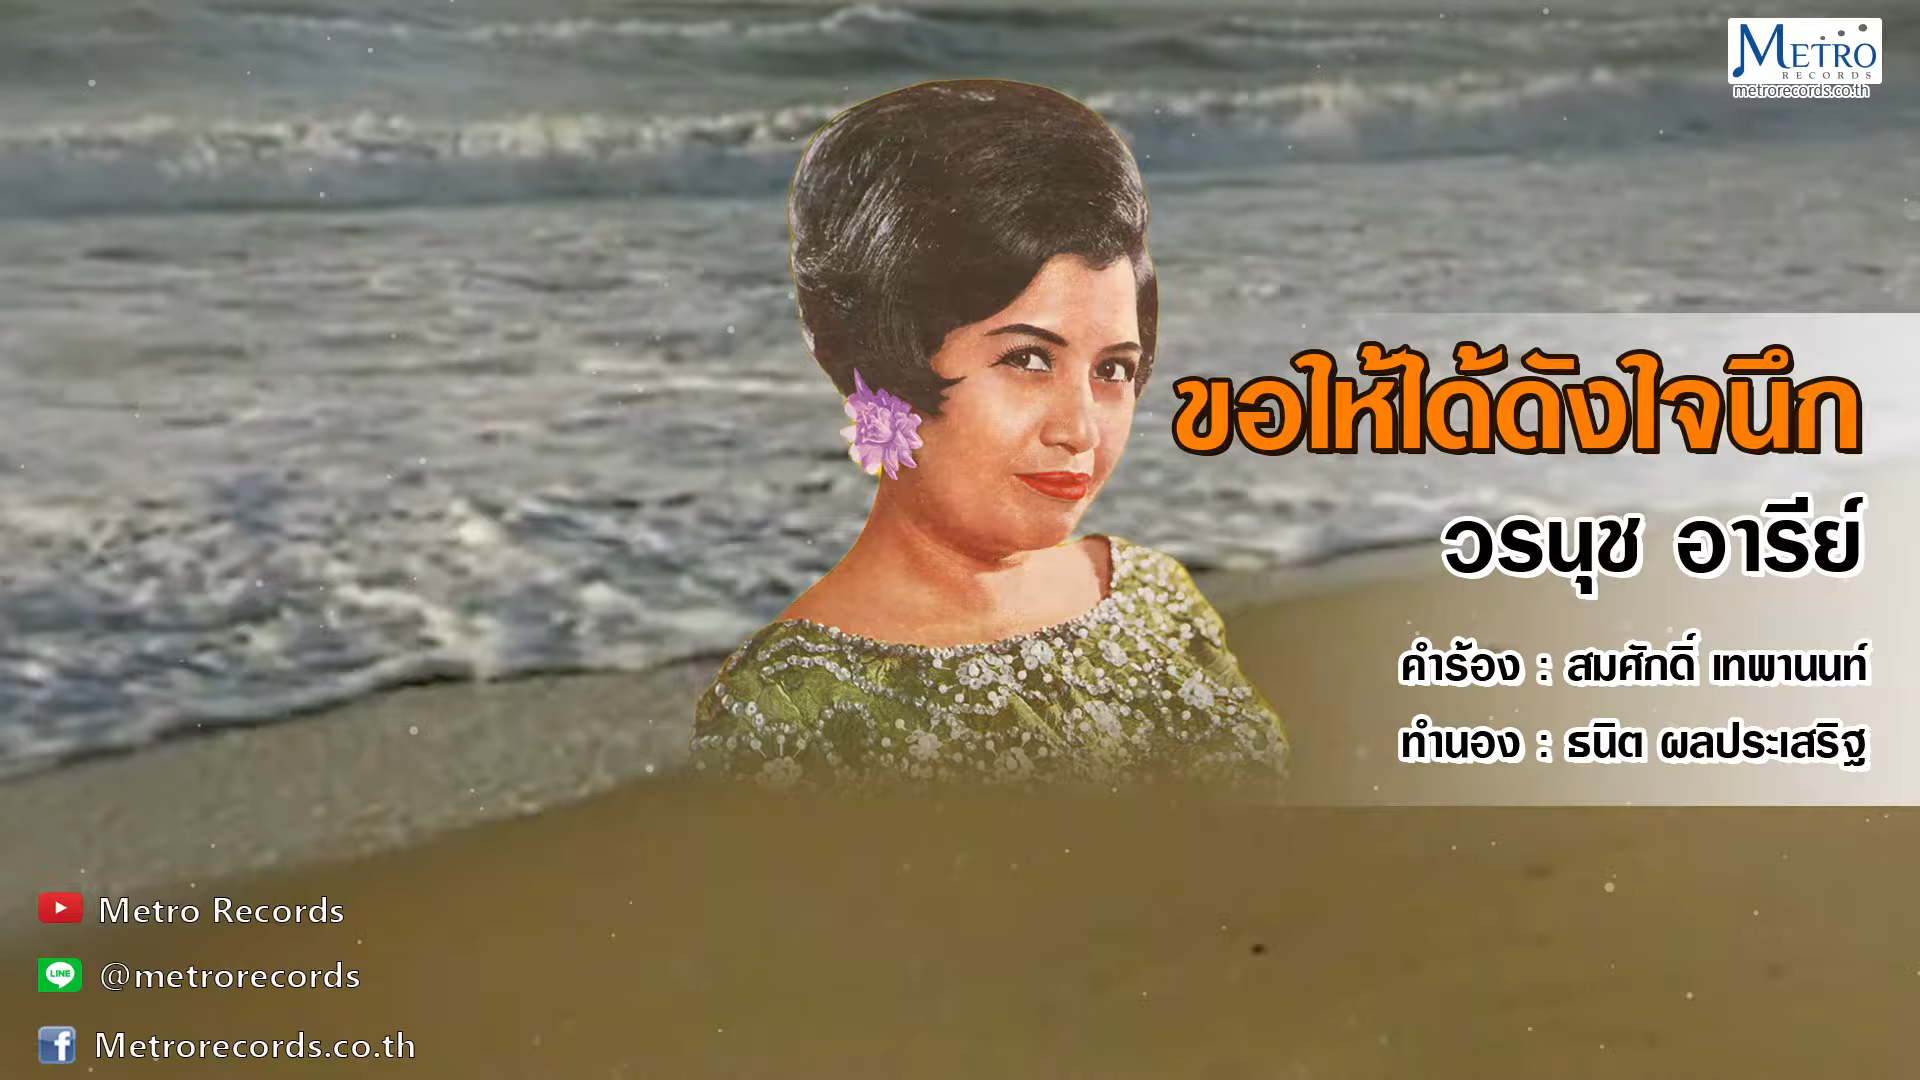 METRO
RECORDS
metrorecords.co.th
ขอให้ได้ดังใจนึก
วรนุช อารีย์
คำร้อง : สมศักดิ์ เทพานนท์
ทำนอง : ธนิต ผลประเสริฐ
Metro Records
LINE
@metrorecords
Metrorecords.co.th